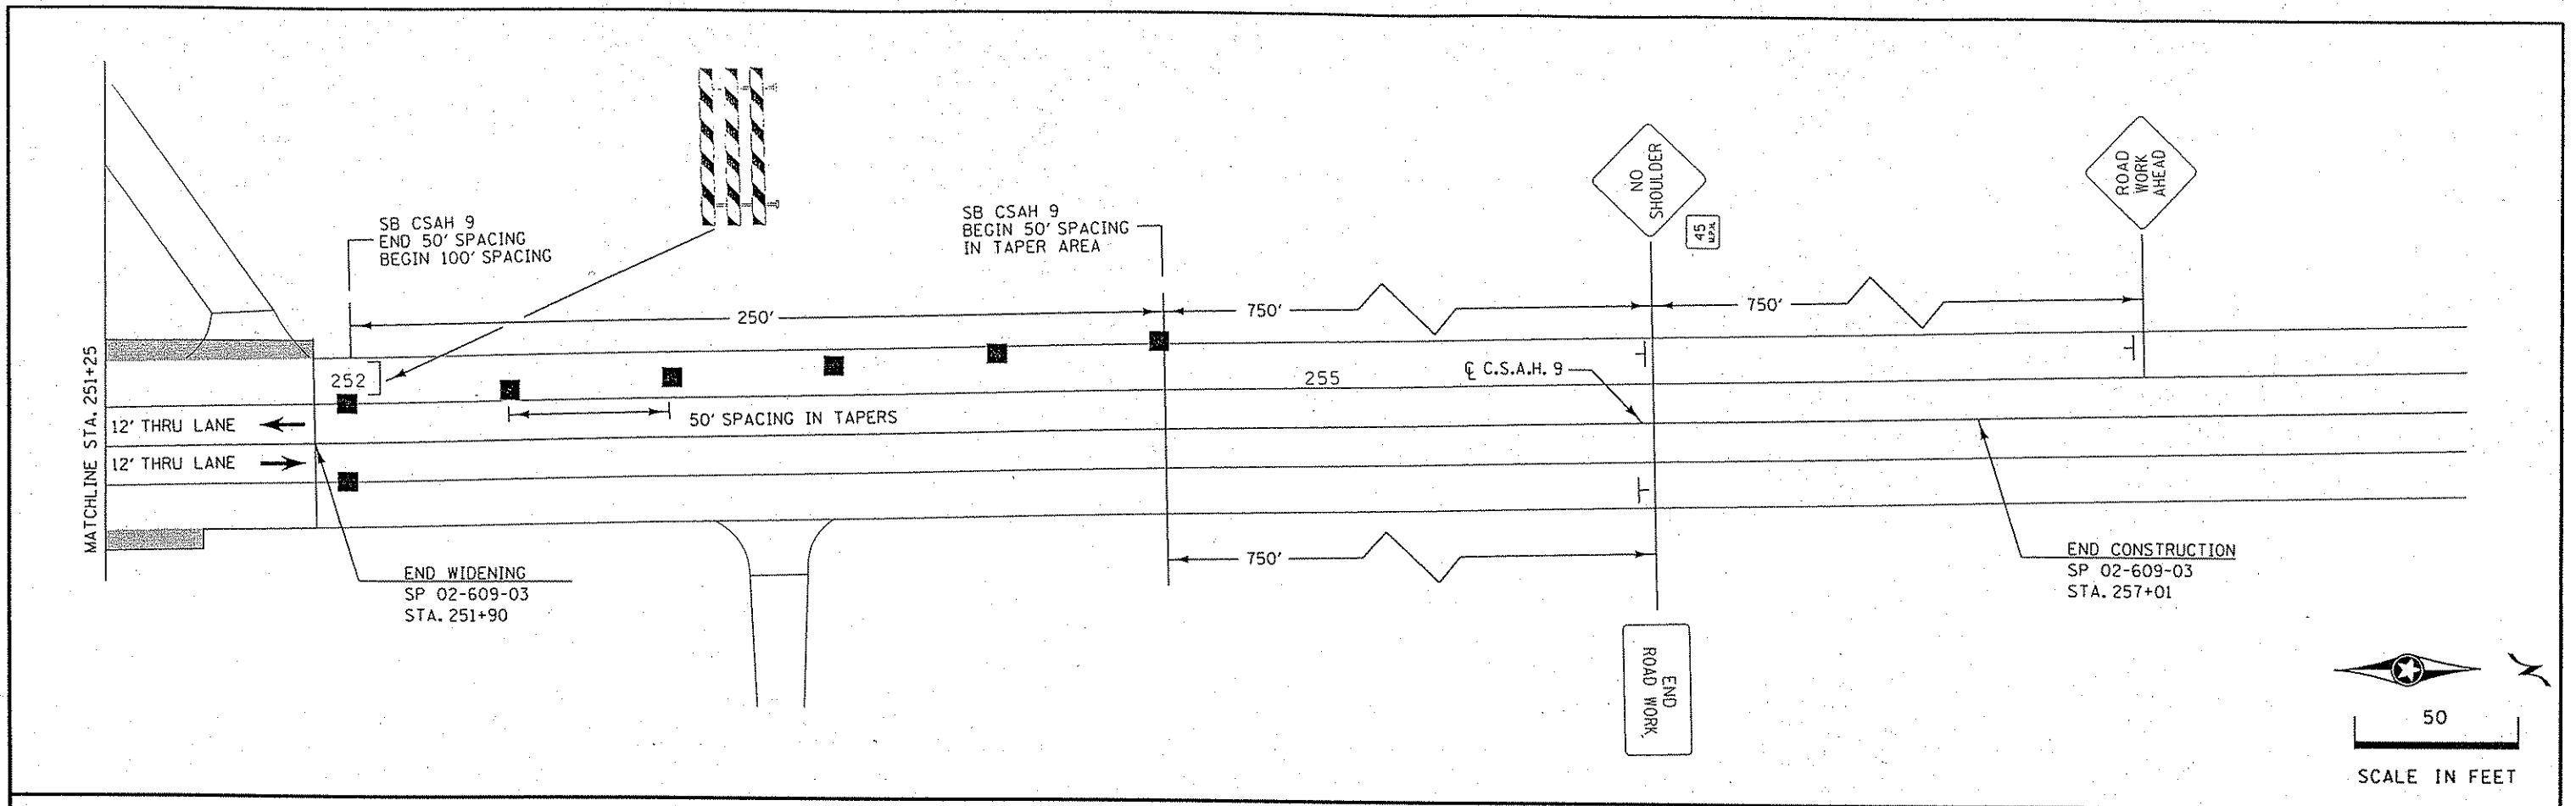 SB CSAH 9
END 50' SPACING
BEGIN 100' SPACING
SB CSAH 9
BEGIN 50' SPACING
IN TAPER AREA
NO
SHOULDER
45
M.P.H.
ROAD
WORK
AHEAD
250'
750'
750'
MATCHLINE STA. 251+25
252
255
℄ C.S.A.H. 9
50' SPACING IN TAPERS
12' THRU LANE
12' THRU LANE
750'
END WIDENING
SP 02-609-03
STA. 251+90
END CONSTRUCTION
SP 02-609-03
STA. 257+01
END
ROAD WORK
N
50
SCALE IN FEET